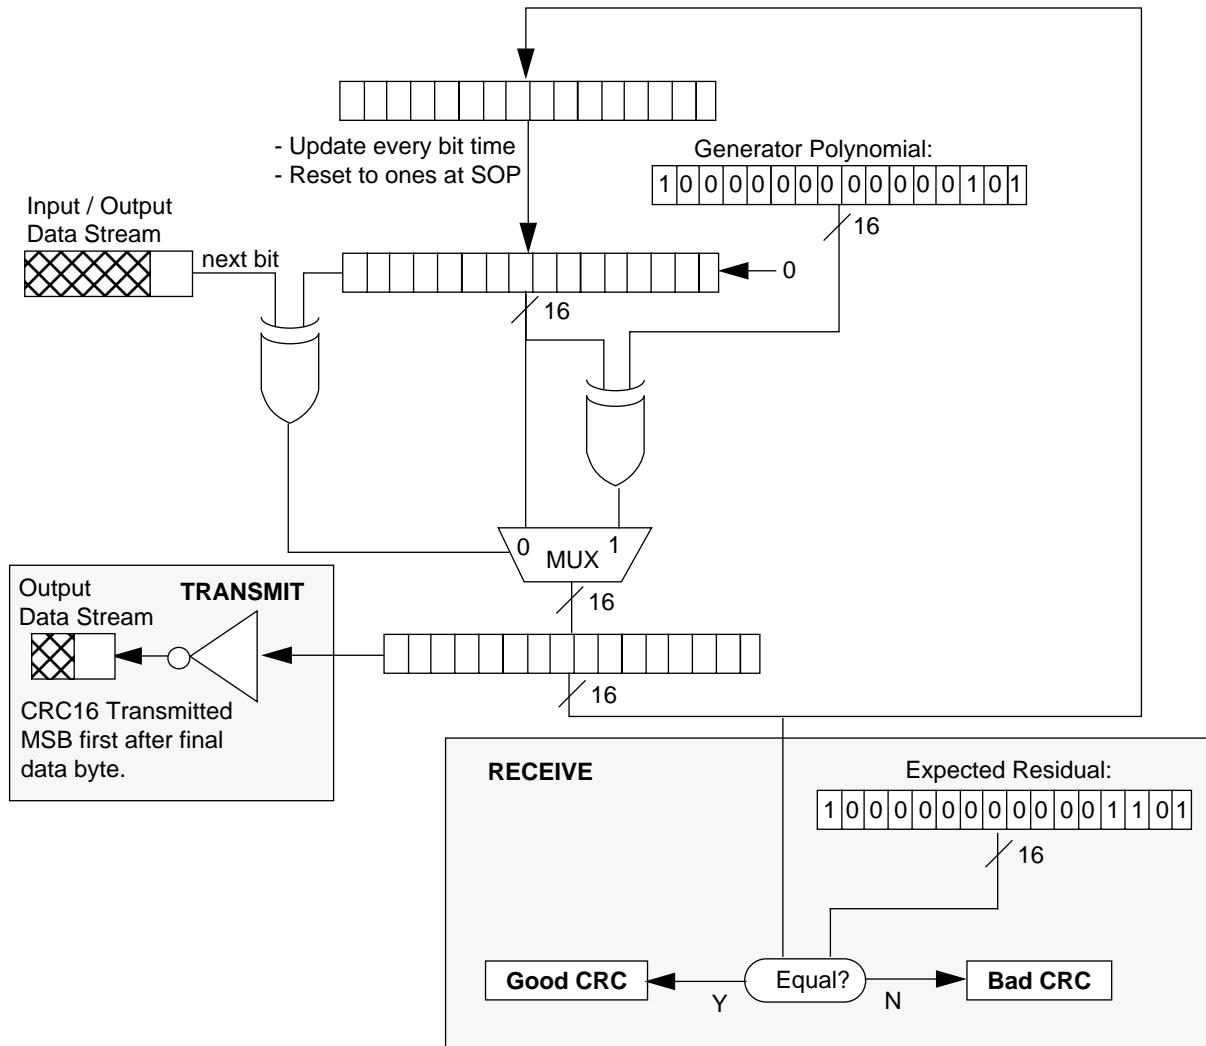 - Update every bit time
- Reset to ones at SOP
Generator Polynomial:
1 0 0 0 0 0 0 0 0 0 0 0 0 1 0 1
16
Input / Output
Data Stream
next bit
0
16
0
1
MUX
16
Output
Data Stream
TRANSMIT
CRC16 Transmitted
MSB first after final
data byte.
16
RECEIVE
Expected Residual:
1 0 0 0 0 0 0 0 0 0 0 0 1 1 0 1
16
Good CRC
Y
Equal?
N
Bad CRC